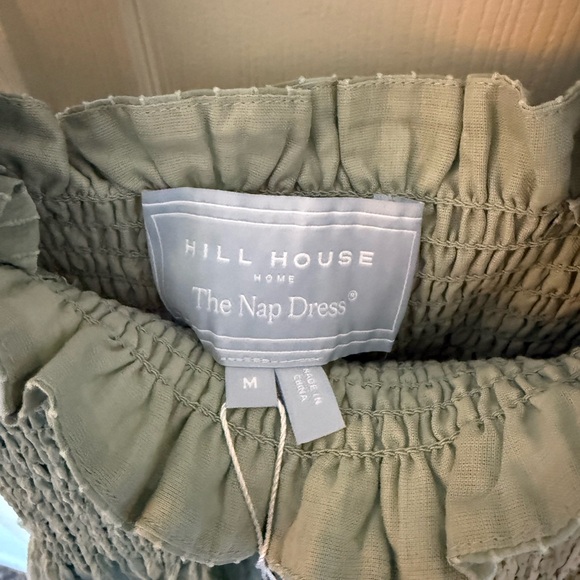 HILL HOUSE
HOME
The Nap Dress®
M
MADE IN
CHINA